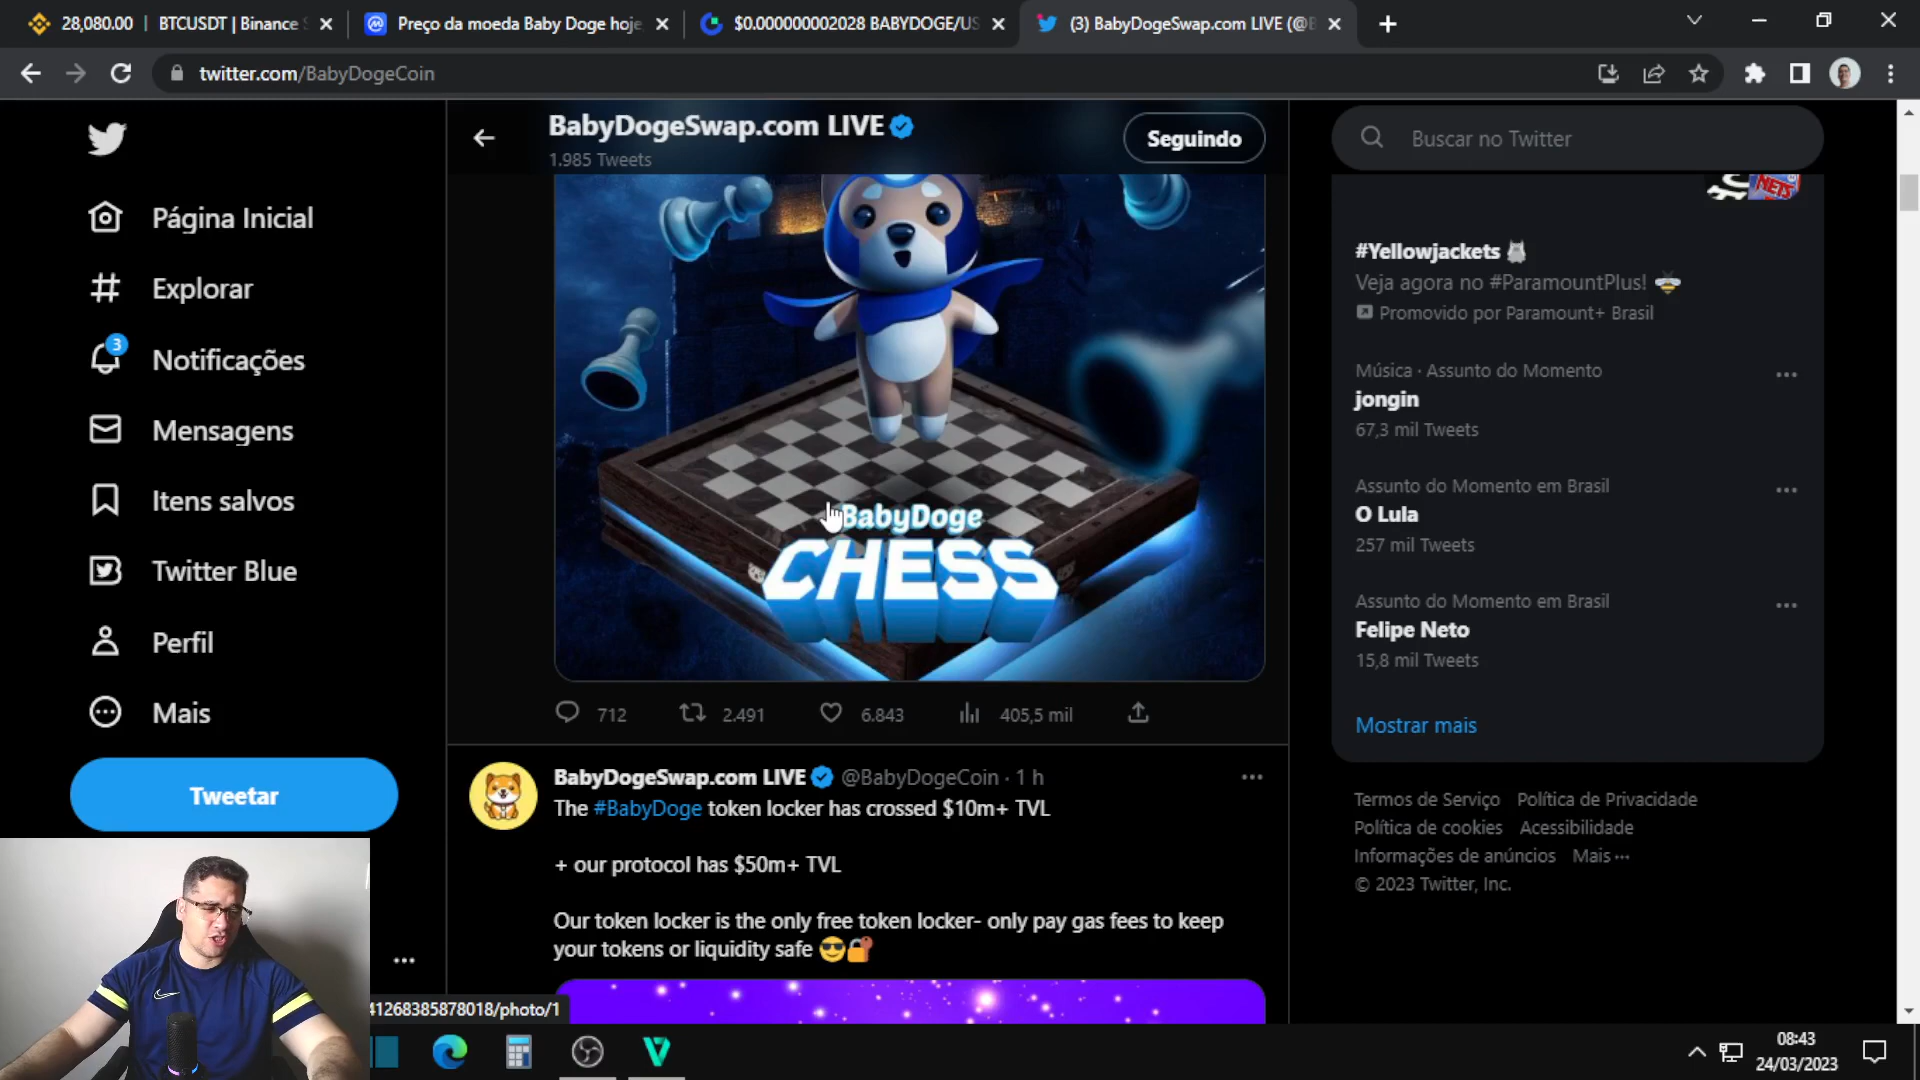 28,080.00 | BTCUSDT | Binance S
Preço da moeda Baby Doge hoje,
$0.000000002028 BABYDOGE/US
(3) BabyDogeSwap.com LIVE (@B
twitter.com/BabyDogeCoin
BabyDogeSwap.com LIVE
1.985 Tweets
Seguindo
Buscar no Twitter
Página Inicial
Explorar
3
Notificações
Mensagens
Itens salvos
Twitter Blue
Perfil
Mais
Tweetar
BabyDoge
CHESS
712
2.491
6.843
405,5 mil
BabyDogeSwap.com LIVE @BabyDogeCoin · 1 h
The #BabyDoge token locker has crossed $10m+ TVL
+ our protocol has $50m+ TVL
Our token locker is the only free token locker- only pay gas fees to keep
your tokens or liquidity safe 😎🔐
NETS
#Yellowjackets
Veja agora no #ParamountPlus! 🐝
Promovido por Paramount+ Brasil
Música · Assunto do Momento
jongin
67,3 mil Tweets
Assunto do Momento em Brasil
O Lula
257 mil Tweets
Assunto do Momento em Brasil
Felipe Neto
15,8 mil Tweets
Mostrar mais
Termos de Serviço Política de Privacidade
Política de cookies Acessibilidade
Informações de anúncios Mais ···
© 2023 Twitter, Inc.
41268385878018/photo/1
08:43
24/03/2023